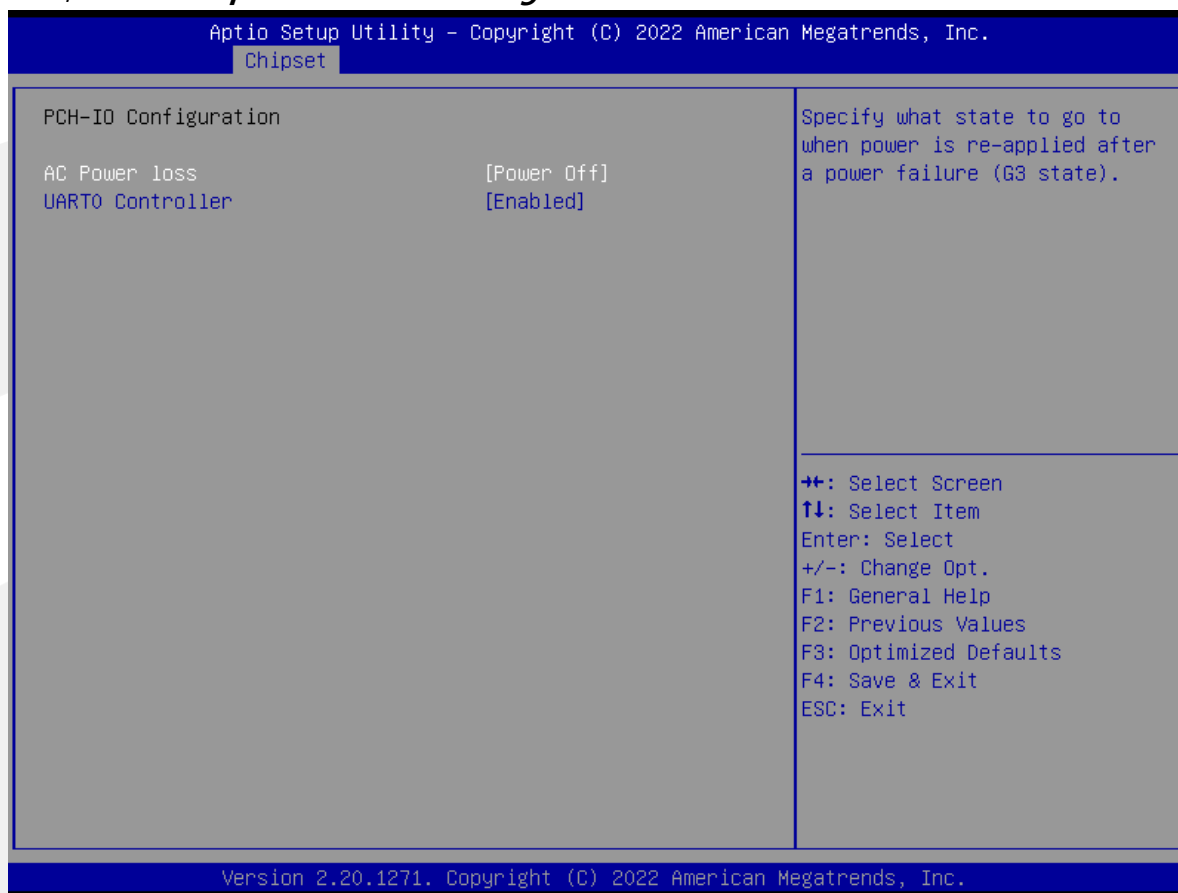 Aptio Setup Utility – Copyright (C) 2022 American Megatrends, Inc.
Chipset
PCH-IO Configuration
AC Power loss [Power Off]
UART0 Controller [Enabled]
Specify what state to go to
when power is re-applied after
a power failure (G3 state).
→←: Select Screen
↑↓: Select Item
Enter: Select
+/-: Change Opt.
F1: General Help
F2: Previous Values
F3: Optimized Defaults
F4: Save & Exit
ESC: Exit
Version 2.20.1271. Copyright (C) 2022 American Megatrends, Inc.